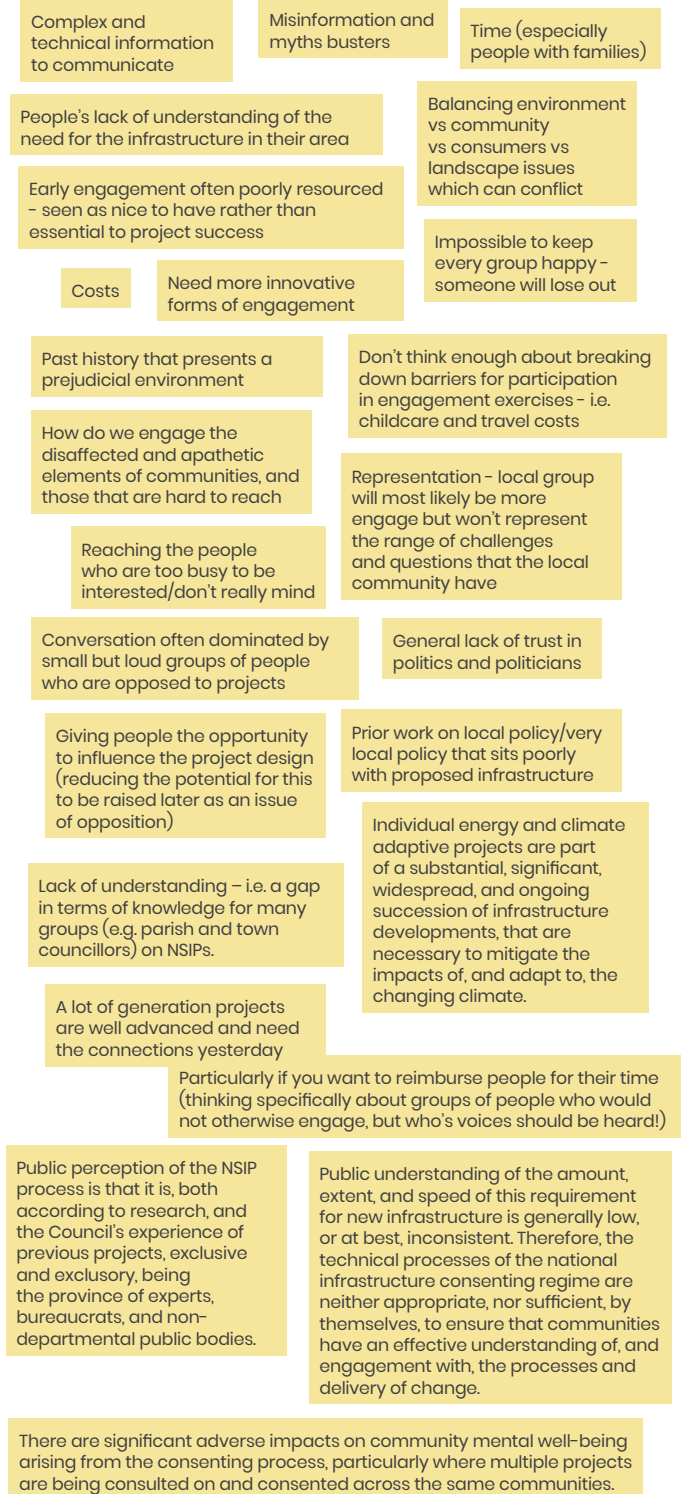 Complex and
technical information
to communicate
Misinformation and
myths busters
Time (especially
people with families)
People's lack of understanding of the
need for the infrastructure in their area
Balancing environment
vs community
vs consumers vs
landscape issues
which can conflict
Early engagement often poorly resourced
- seen as nice to have rather than
essential to project success
Impossible to keep
every group happy -
someone will lose out
Costs
Need more innovative
forms of engagement
Past history that presents a
prejudicial environment
Don't think enough about breaking
down barriers for participation
in engagement exercises - i.e.
childcare and travel costs
How do we engage the
disaffected and apathetic
elements of communities, and
those that are hard to reach
Representation - local group
will most likely be more
engage but won't represent
the range of challenges
and questions that the local
community have
Reaching the people
who are too busy to be
interested/don't really mind
Conversation often dominated by
small but loud groups of people
who are opposed to projects
General lack of trust in
politics and politicians
Giving people the opportunity
to influence the project design
(reducing the potential for this
to be raised later as an issue
of opposition)
Prior work on local policy/very
local policy that sits poorly
with proposed infrastructure
Individual energy and climate
adaptive projects are part
of a substantial, significant,
widespread, and ongoing
succession of infrastructure
developments, that are
necessary to mitigate the
impacts of, and adapt to, the
changing climate.
Lack of understanding – i.e. a gap
in terms of knowledge for many
groups (e.g. parish and town
councillors) on NSIPs.
A lot of generation projects
are well advanced and need
the connections yesterday
Particularly if you want to reimburse people for their time
(thinking specifically about groups of people who would
not otherwise engage, but who's voices should be heard!)
Public perception of the NSIP
process is that it is, both
according to research, and
the Council's experience of
previous projects, exclusive
and exclusory, being
the province of experts,
bureaucrats, and non-
departmental public bodies.
Public understanding of the amount,
extent, and speed of this requirement
for new infrastructure is generally low,
or at best, inconsistent. Therefore, the
technical processes of the national
infrastructure consenting regime are
neither appropriate, nor sufficient, by
themselves, to ensure that communities
have an effective understanding of, and
engagement with, the processes and
delivery of change.
There are significant adverse impacts on community mental well-being
arising from the consenting process, particularly where multiple projects
are being consulted on and consented across the same communities.